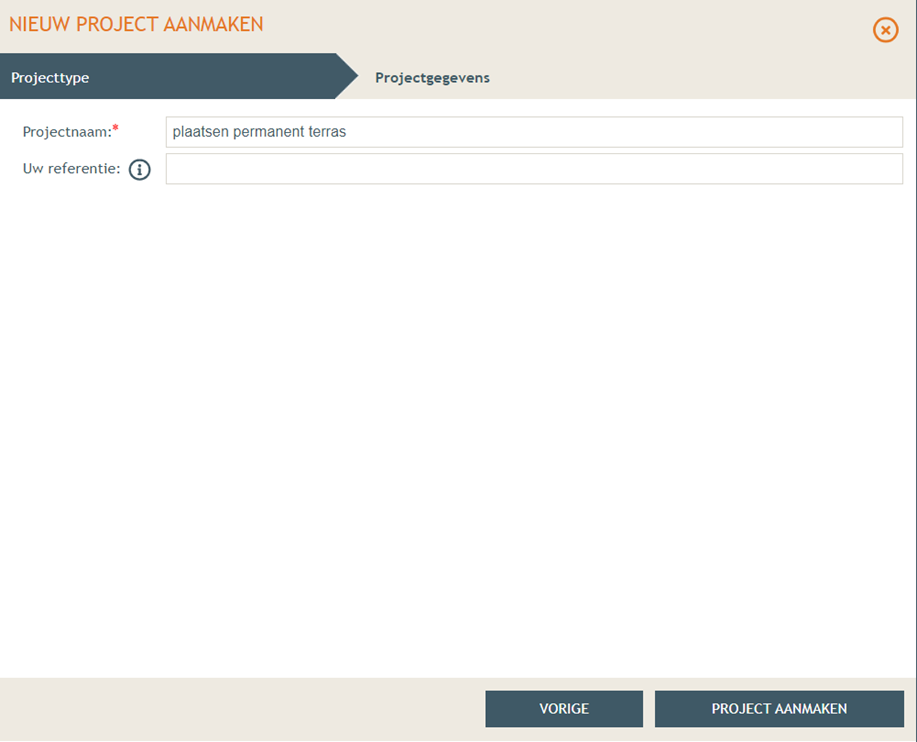 NIEUW PROJECT AANMAKEN
Projecttype
Projectgegevens
Projectnaam:* plaatsen permanent terras
Uw referentie:
VORIGE
PROJECT AANMAKEN